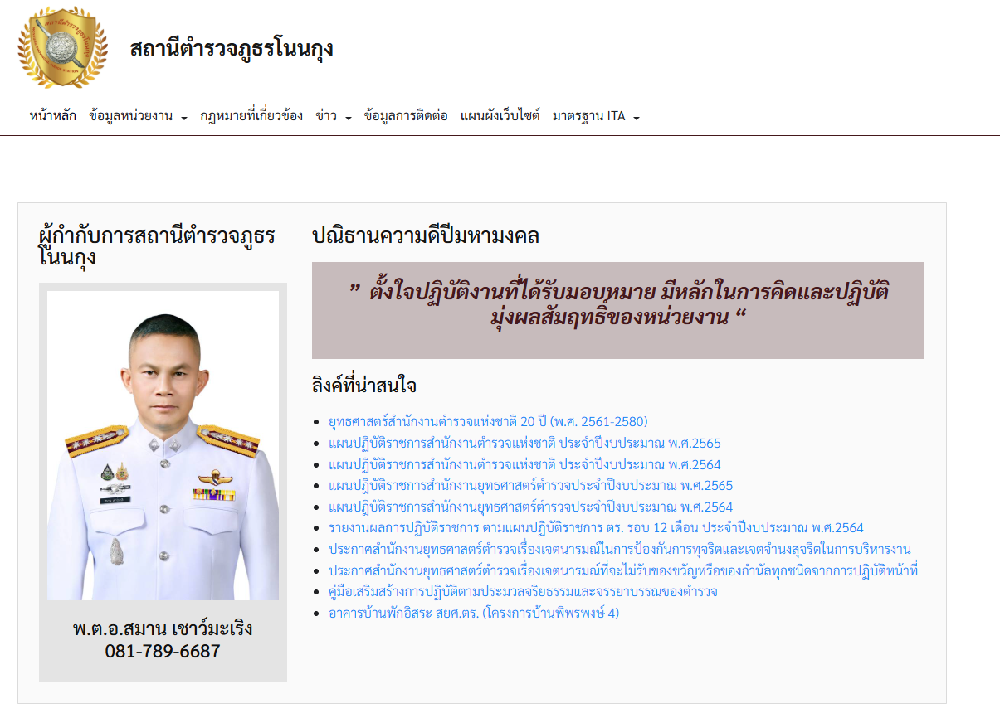 สถานีตำรวจภูธรโนนกุง
หน้าหลัก ข้อมูลหน่วยงาน กฎหมายที่เกี่ยวข้อง ข่าว ข้อมูลการติดต่อ แผนผังเว็บไซต์ มาตรฐาน ITA
ผู้กำกับการสถานีตำรวจภูธร
โนนกุง
พ.ต.อ.สมาน เชาว์มะเริง
081-789-6687
ปณิธานความดีปีมหามงคล
” ตั้งใจปฏิบัติงานที่ได้รับมอบหมาย มีหลักในการคิดและปฏิบัติ
มุ่งผลสัมฤทธิ์ของหน่วยงาน “
ลิงค์ที่น่าสนใจ
ยุทธศาสตร์สำนักงานตำรวจแห่งชาติ 20 ปี (พ.ศ. 2561-2580)
แผนปฏิบัติราชการสำนักงานตำรวจแห่งชาติ ประจำปีงบประมาณ พ.ศ.2565
แผนปฏิบัติราชการสำนักงานตำรวจแห่งชาติ ประจำปีงบประมาณ พ.ศ.2564
แผนปฏิบัติราชการสำนักงานยุทธศาสตร์ตำรวจประจำปีงบประมาณ พ.ศ.2565
แผนปฎิบัติราชการสำนักงานยุทธศาสตร์ตำรวจประจำปีงบประมาณ พ.ศ.2564
รายงานผลการปฏิบัติราชการ ตามแผนปฏิบัติราชการ ตร. รอบ 12 เดือน ประจำปีงบประมาณ พ.ศ.2564
ประกาศสำนักงานยุทธศาสตร์ตำรวจเรื่องเจตนารมณ์ในการป้องกันการทุจริตและเจตจำนงสุจริตในการบริหารงาน
ประกาศสำนักงานยุทธศาสตร์ตำรวจเรื่องเจตนารมณ์ที่จะไม่รับของขวัญหรือของกำนัลทุกชนิดจากการปฏิบัติหน้าที่
คู่มือเสริมสร้างการปฏิบัติตามประมวลจริยธรรมและจรรยาบรรณของตำรวจ
อาคารบ้านพักอิสระ สยศ.ตร. (โครงการบ้านพิพรพงษ์ 4)